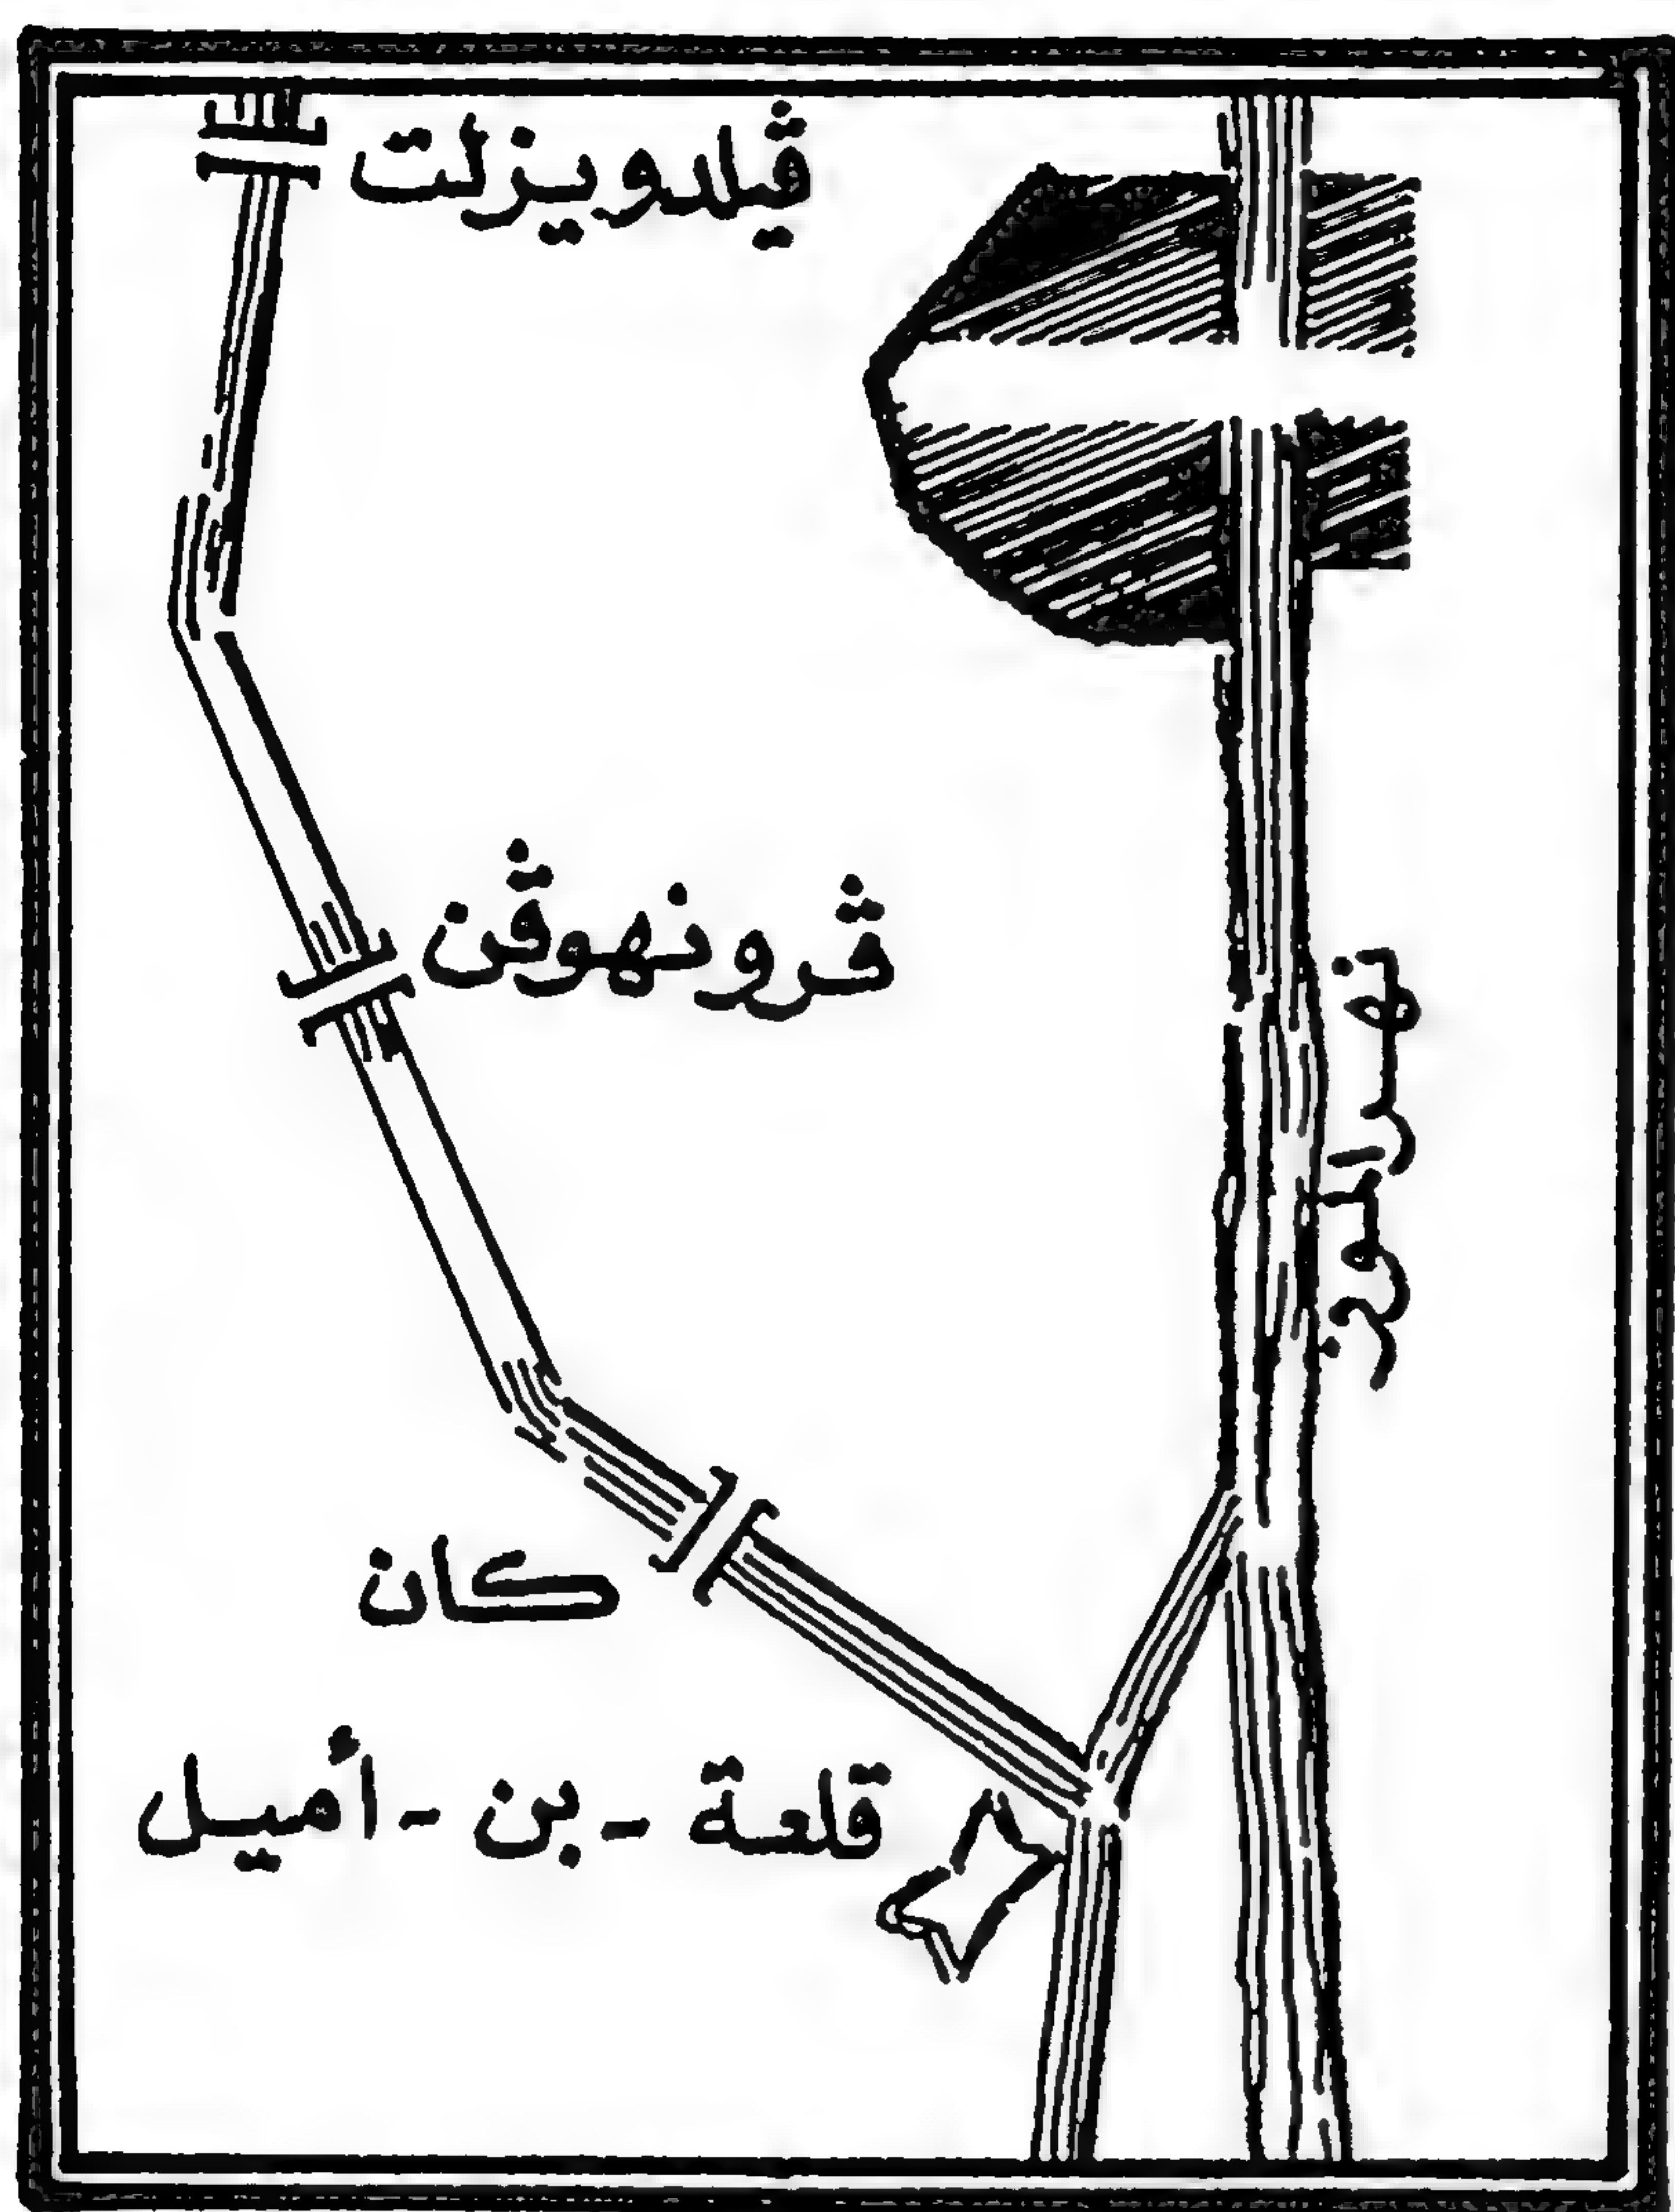 ڤيلدويزلت
ڤرونهوڤن
نهر الموز
كان
قلعة - بن - أميل